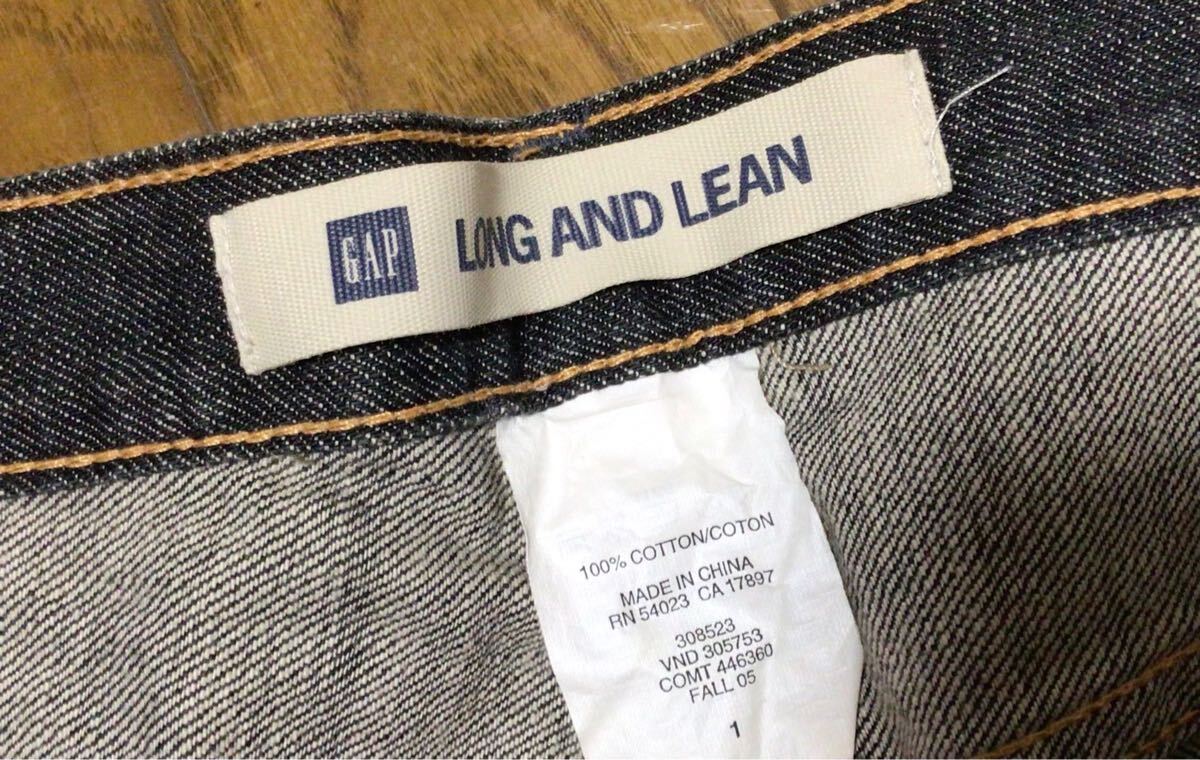 GAP LONG AND LEAN
100% COTTON/COTON
MADE IN CHINA
RN 54023 CA 17897
308523
VND 305753
COMT 446360
FALL 05
1